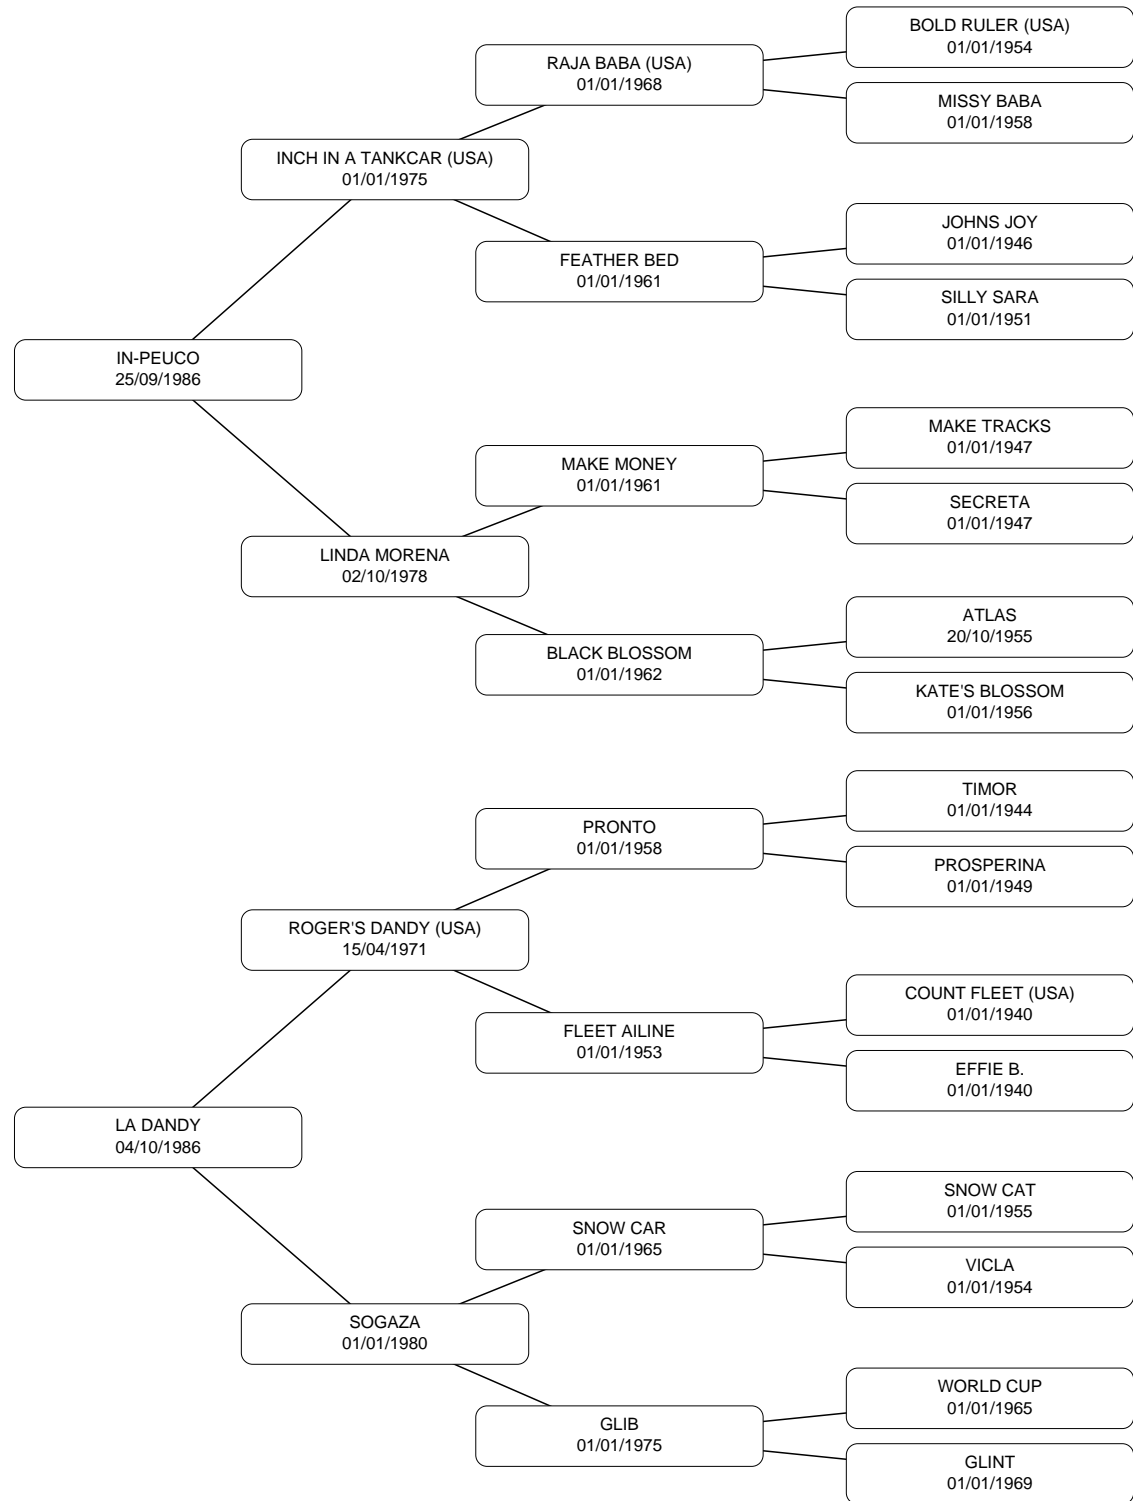 BOLD RULER (USA)
01/01/1954
RAJA BABA (USA)
01/01/1968
MISSY BABA
01/01/1958
INCH IN A TANKCAR (USA)
01/01/1975
JOHNS JOY
01/01/1946
FEATHER BED
01/01/1961
SILLY SARA
01/01/1951
IN-PEUCO
25/09/1986
MAKE TRACKS
01/01/1947
MAKE MONEY
01/01/1961
SECRETA
01/01/1947
LINDA MORENA
02/10/1978
ATLAS
20/10/1955
BLACK BLOSSOM
01/01/1962
KATE'S BLOSSOM
01/01/1956
TIMOR
01/01/1944
PRONTO
01/01/1958
PROSPERINA
01/01/1949
ROGER'S DANDY (USA)
15/04/1971
COUNT FLEET (USA)
01/01/1940
FLEET AILINE
01/01/1953
EFFIE B.
01/01/1940
LA DANDY
04/10/1986
SNOW CAT
01/01/1955
SNOW CAR
01/01/1965
VICLA
01/01/1954
SOGAZA
01/01/1980
WORLD CUP
01/01/1965
GLIB
01/01/1975
GLINT
01/01/1969